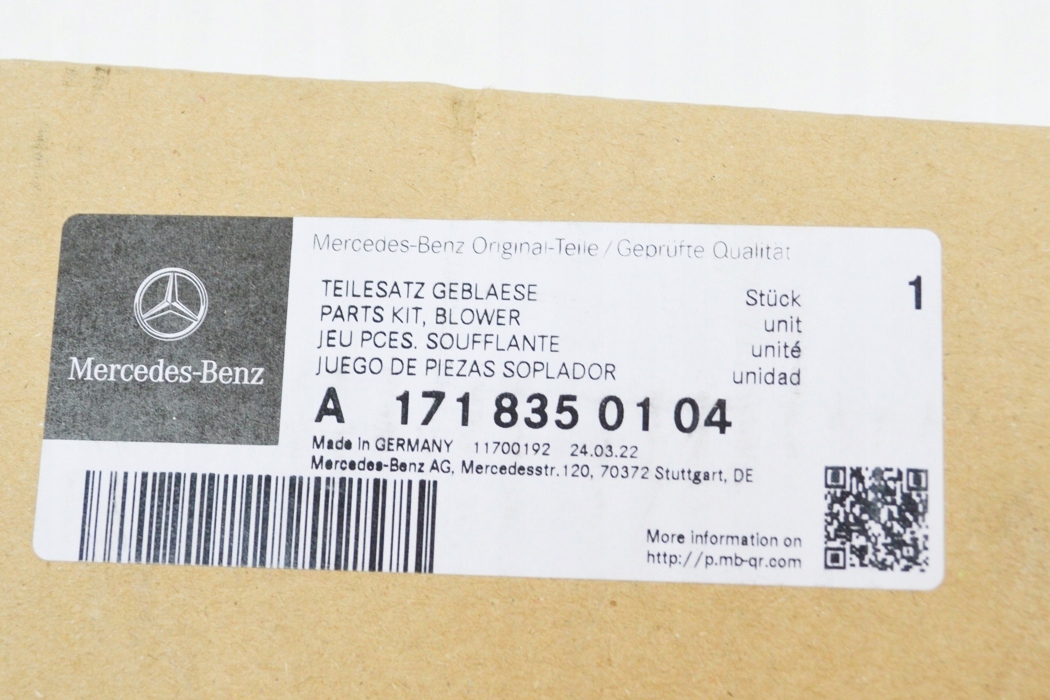 Mercedes-Benz
Mercedes-Benz Original-Teile / Geprüfte Qualität
TEILESATZ GEBLAESE
PARTS KIT, BLOWER
JEU PCES. SOUFFLANTE
JUEGO DE PIEZAS SOPLADOR
Stück
unit
unité
unidad
1
A 171 835 01 04
Made in GERMANY 11700192 24.03.22
Mercedes-Benz AG, Mercedesstr.120, 70372 Stuttgart, DE
More information on
http://p.mb-qr.com